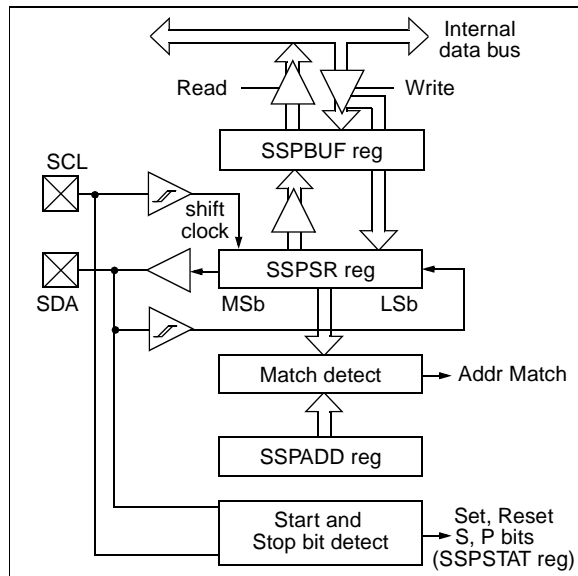 Internal
data bus
Read
Write
SSPBUF reg
SCL
shift
clock
SSPSR reg
SDA
MSb
LSb
Match detect
Addr Match
SSPADD reg
Start and
Stop bit detect
Set, Reset
S, P bits
(SSPSTAT reg)